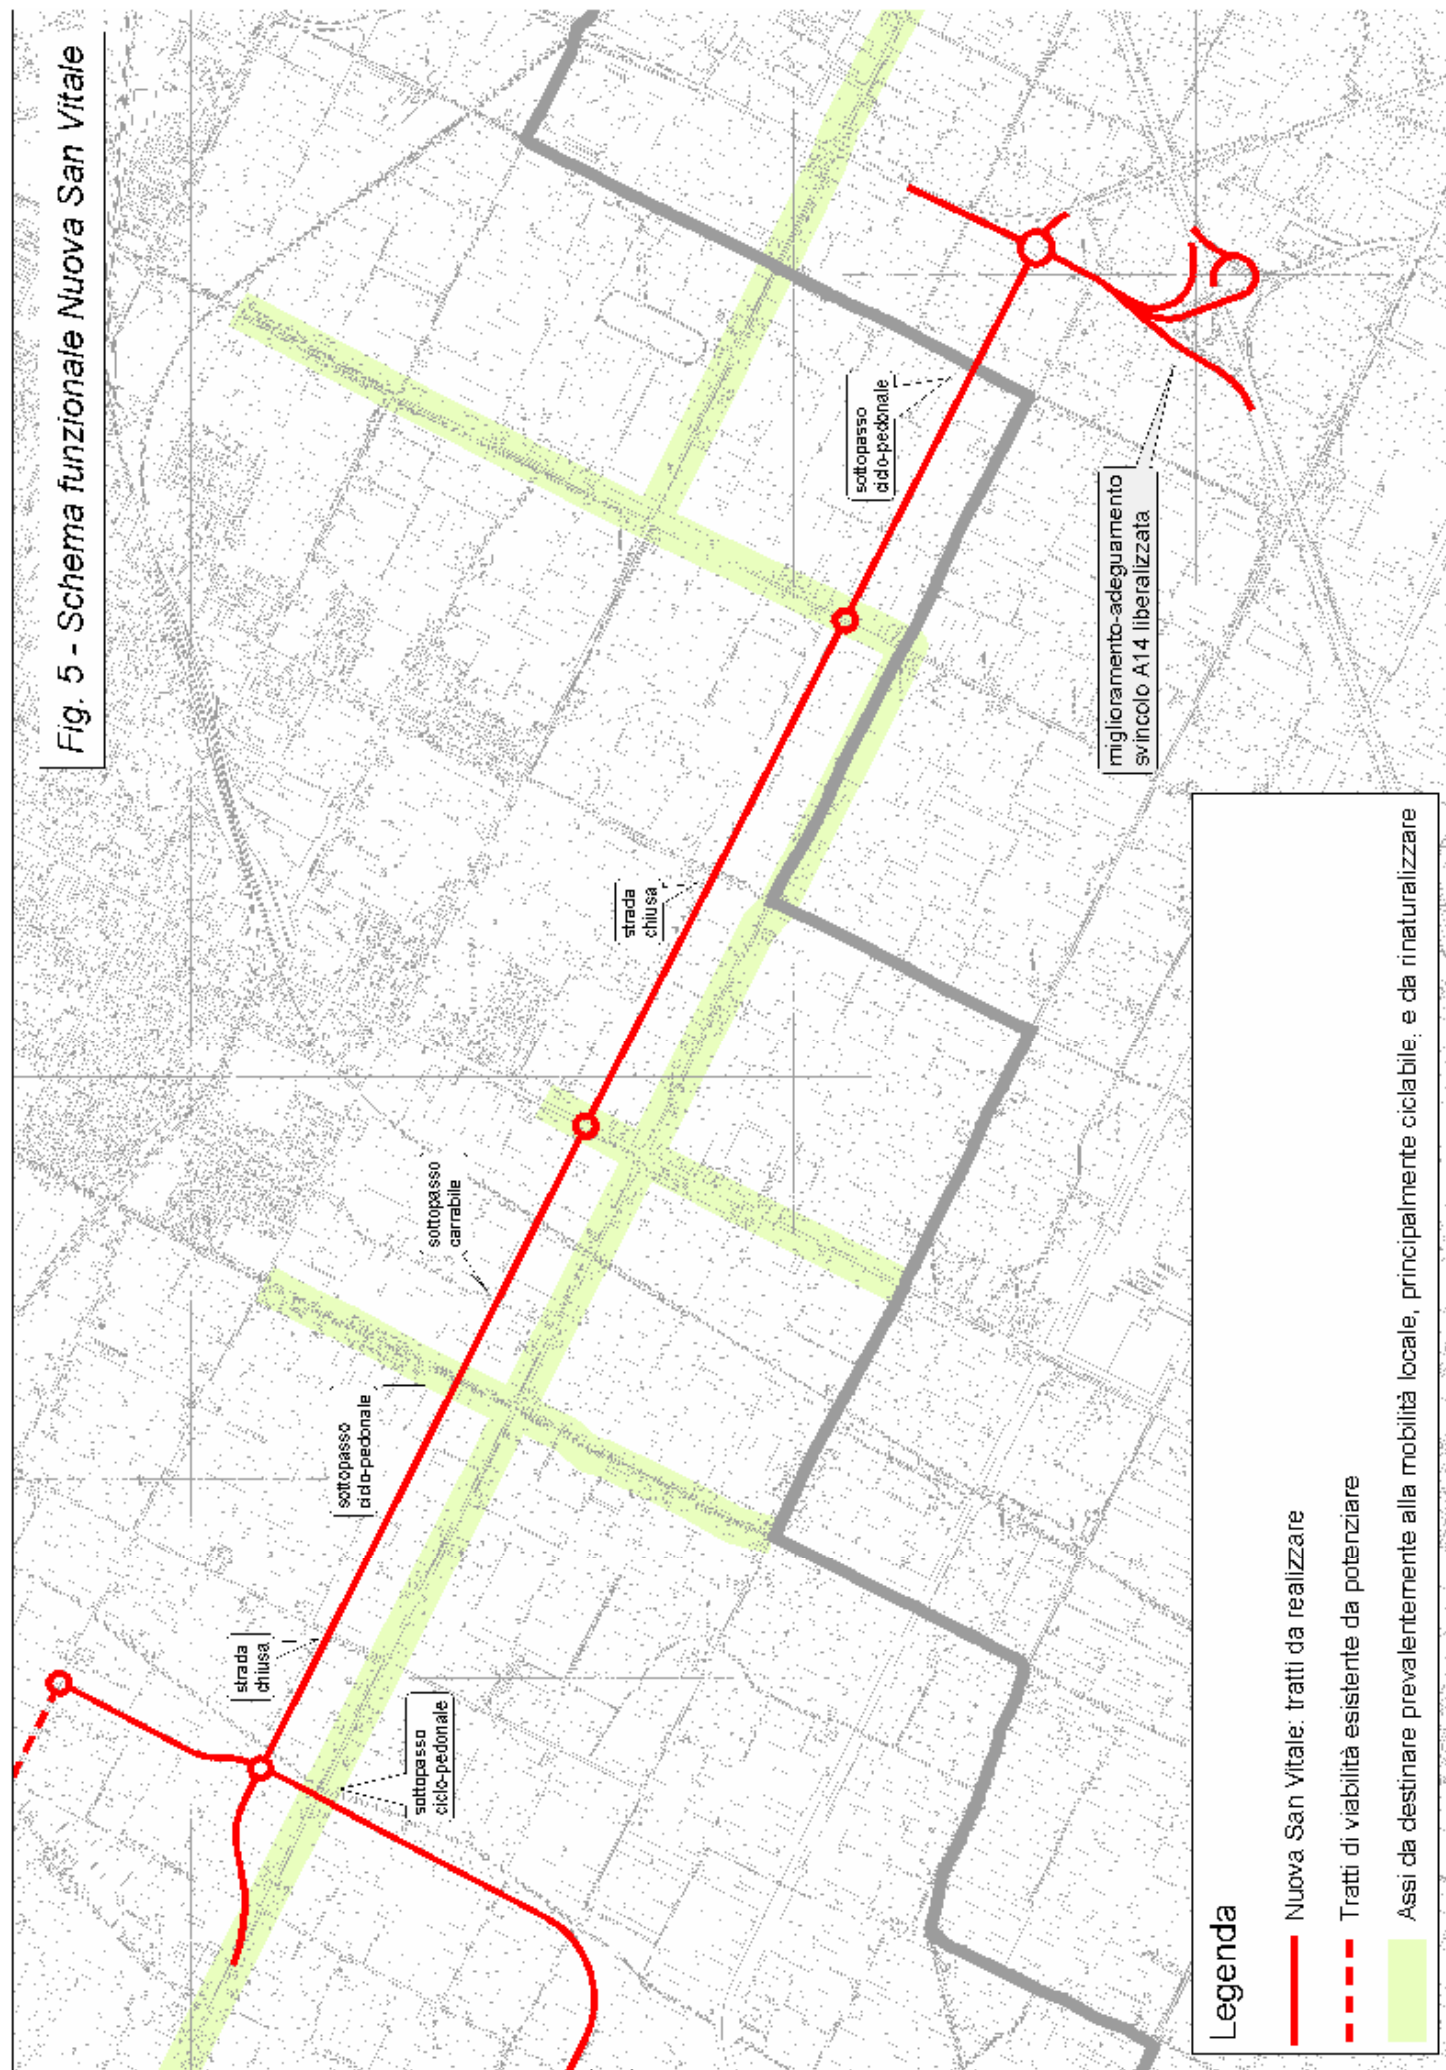 Fig. 5 - Schema funzionale Nuova San Vitale
strada
chiusa
sottopasso
ciclo-pedonale
sottopasso
ciclo-pedonale
sottopasso
carrabile
strada
chiusa
sottopasso
ciclo-pedonale
miglioramento-adeguamento
svincolo A14 liberalizzata
Legenda
Nuova San Vitale: tratti da realizzare
Tratti di viabilità esistente da potenziare
Assi da destinare prevalentemente alla mobilità locale, principalmente ciclabile, e da rinaturalizzare